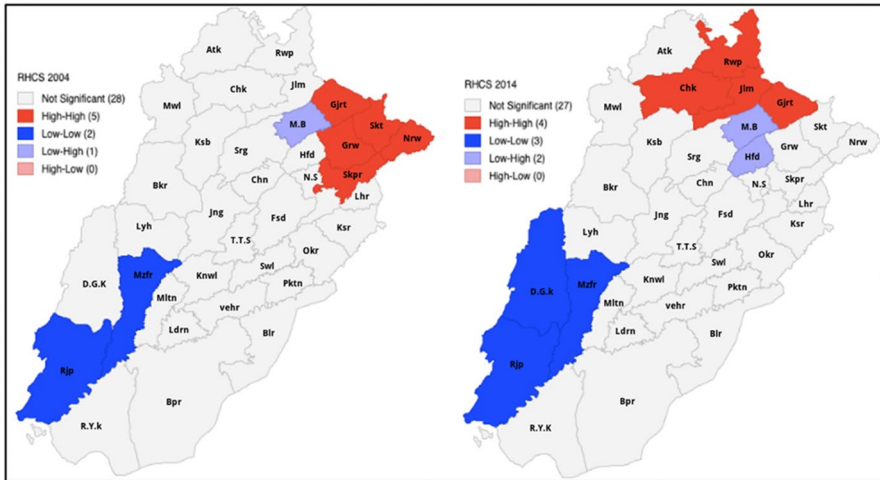 Atk
Rwp
RHCS 2004
Not Significant (28)
High-High (5)
Low-Low (2)
Low-High (1)
High-Low (0)
Chk
Jlm
Mwl
Gjrt
M.B
Skt
Nrw
Ksb
Srg
Hfd
Grw
Bkr
Chn
N.S
Skpr
Lhr
Lyh
Jng
Fsd
Ksr
T.T.S
Okr
D.G.K
Mzfr
Knwl
Swl
Pktn
Mltn
vehr
Ldrn
Blr
Rjp
Bpr
R.Y.k
Atk
Rwp
RHCS 2014
Not Significant (27)
High-High (4)
Low-Low (3)
Low-High (2)
High-Low (0)
Chk
Jlm
Mwl
Gjrt
M.B
Skt
Nrw
Ksb
Srg
Hfd
Grw
Bkr
Chn
N.S
Skpr
Lhr
Lyh
Jng
Fsd
Ksr
T.T.S
Okr
D.G.k
Mzfr
Knwl
Swl
Pktn
Mltn
vehr
Ldrn
Blr
Rjp
Bpr
R.Y.K